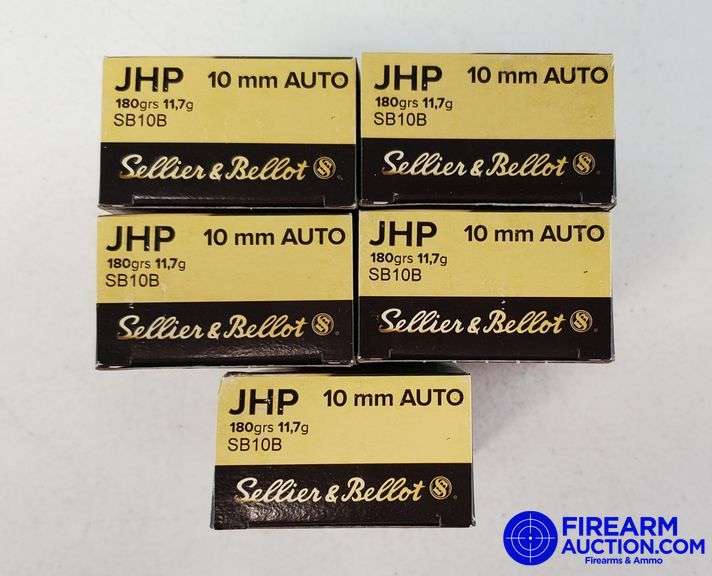 JHP 10 mm AUTO
180grs 11,7g
SB10B
Sellier & Bellot
JHP 10 mm AUTO
180grs 11,7g
SB10B
Sellier & Bellot
JHP 10 mm AUTO
180grs 11,7g
SB10B
Sellier & Bellot
JHP 10 mm AUTO
180grs 11,7g
SB10B
Sellier & Bellot
JHP 10 mm AUTO
180grs 11,7g
SB10B
Sellier & Bellot
FIREARM
AUCTION.COM
Firearms & Ammo